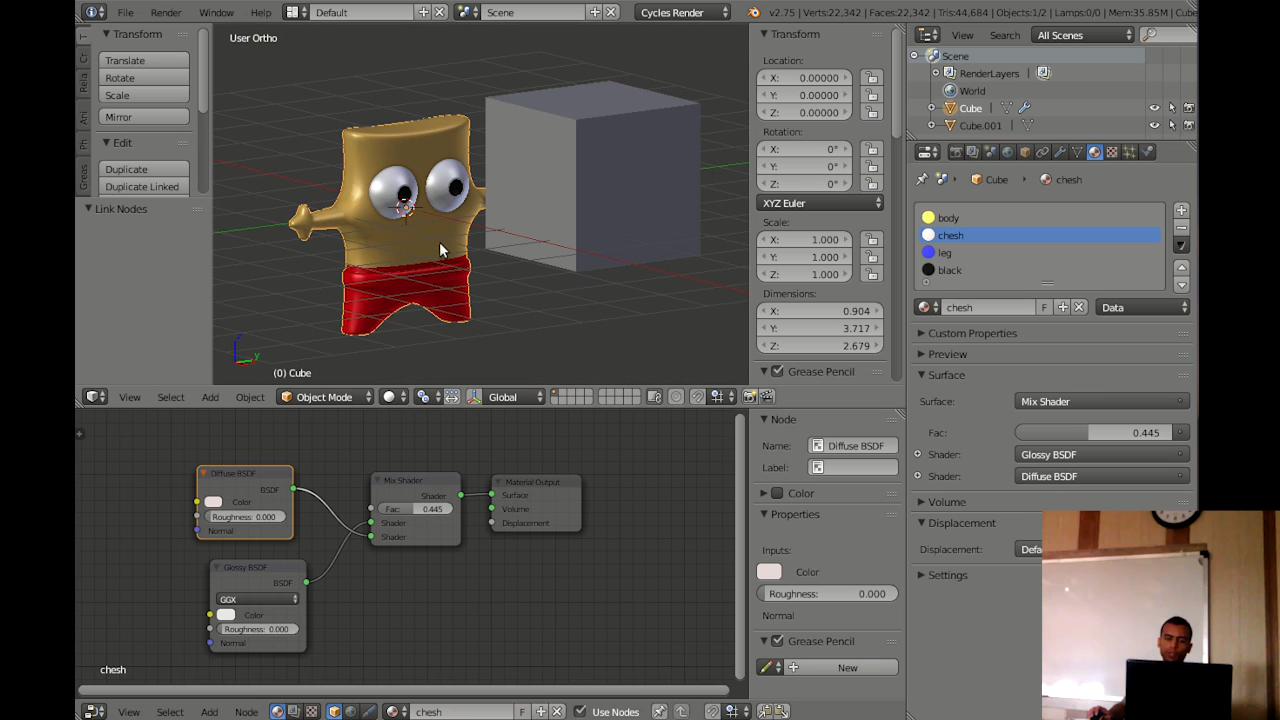 File Render Window Help Default Scene Cycles Render v2.75 | Verts:22,342 | Faces:22,342 | Tris:44,684 | Objects:1/2 | Lamps:0/0 | Mem:35.85M | Cube
Transform
Translate
Rotate
Scale
Mirror
Edit
Duplicate
Duplicate Linked
Link Nodes
T
Cr
Rela
Ani
Ph
Greas
User Ortho
(0) Cube
Transform
Location:
X: 0.00000
Y: 0.00000
Z: 0.00000
Rotation:
X: 0°
Y: 0°
Z: 0°
XYZ Euler
Scale:
X: 1.000
Y: 1.000
Z: 1.000
Dimensions:
X: 0.904
Y: 3.717
Z: 2.679
Grease Pencil
View Search All Scenes
Scene
RenderLayers
World
Cube
Cube.001
Cube chesh
body
chesh
leg
black
chesh F Data
Custom Properties
Preview
Surface
Surface: Mix Shader
Fac: 0.445
Shader: Glossy BSDF
Shader: Diffuse BSDF
Volume
Displacement
Displacement: Defa
Settings
View Select Add Object Object Mode Global
Diffuse BSDF
BSDF
Color
Roughness: 0.000
Normal
Glossy BSDF
BSDF
GGX
Color
Roughness: 0.000
Normal
Mix Shader
Shader
Fac: 0.445
Shader
Shader
Material Output
Surface
Volume
Displacement
chesh
Node
Name: Diffuse BSDF
Label:
Color
Properties
Inputs:
Color
Roughness: 0.000
Normal
Grease Pencil
New
View Select Add Node chesh F Use Nodes